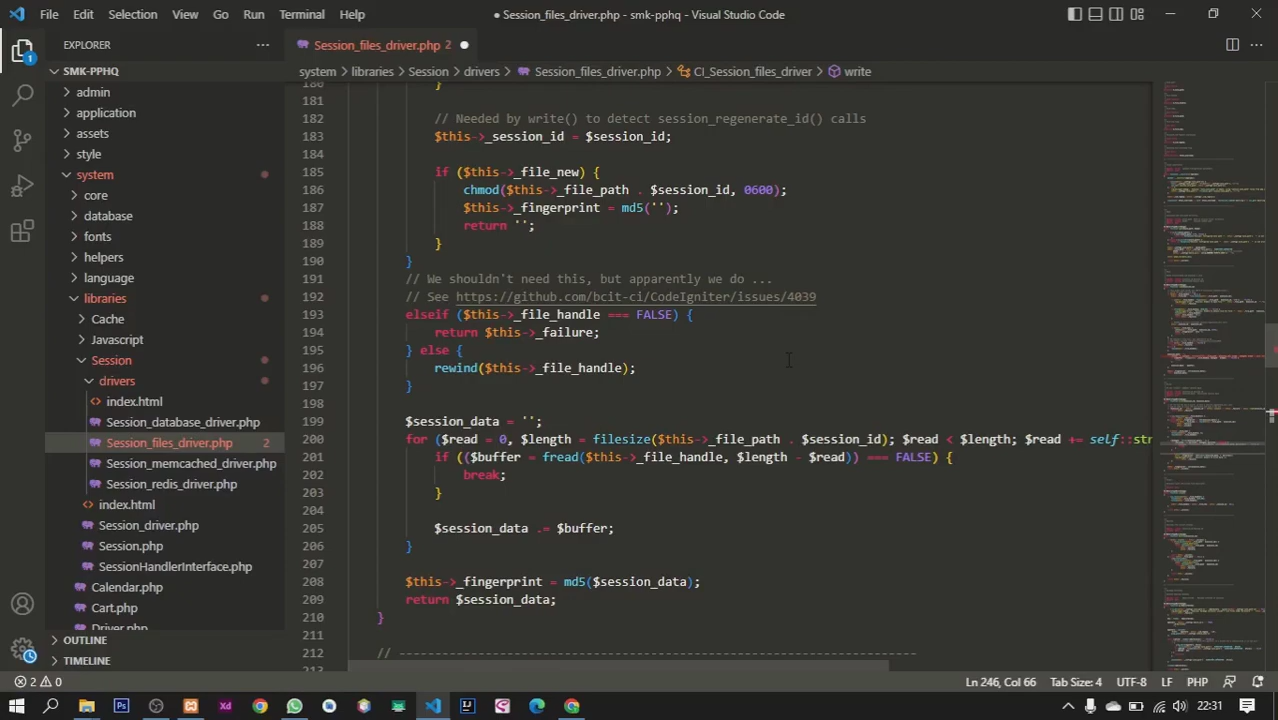 File Edit Selection View Go Run Terminal Help
● Session_files_driver.php - smk-pphq - Visual Studio Code
EXPLORER
Session_files_driver.php 2
SMK-PPHQ
system > libraries > Session > drivers > Session_files_driver.php > CI_Session_files_driver > write
admin
application
assets
style
system
core
database
fonts
helpers
language
libraries
Cache
Javascript
Session
drivers
index.html
Session_database_driver.php
Session_files_driver.php 2
Session_memcached_driver.php
Session_redis_driver.php
index.html
Session_driver.php
Session.php
SessionHandlerInterface.php
Calendar.php
Cart.php
Driver.php
OUTLINE
TIMELINE
180 }
181
182 // Needed by write() to detect session_regenerate_id() calls
183 $this->_session_id = $session_id;
184
185 if ($this->_file_new) {
186 chmod($this->_file_path . $session_id, 0600);
187 $this->_fingerprint = md5('');
188 return '';
189 }
190 }
191 // We shouldn't need this, but apparently we do ...
192 // See https://github.com/bcit-ci/CodeIgniter/issues/4039
193 elseif ($this->_file_handle === FALSE) {
194 return $this->_failure;
195 } else {
196 rewind($this->_file_handle);
197 }
198
199 $session_data = '';
200 for ($read = 0, $length = filesize($this->_file_path . $session_id); $read < $length; $read += self::str
201 if (($buffer = fread($this->_file_handle, $length - $read)) === FALSE) {
202 break;
203 }
204
205 $session_data .= $buffer;
206 }
207
208 $this->_fingerprint = md5($session_data);
209 return $session_data;
210 }
211
212 // ------------------------------------------------------------------------
213
2 0
Ln 246, Col 66 Tab Size: 4 UTF-8 LF PHP
22:31